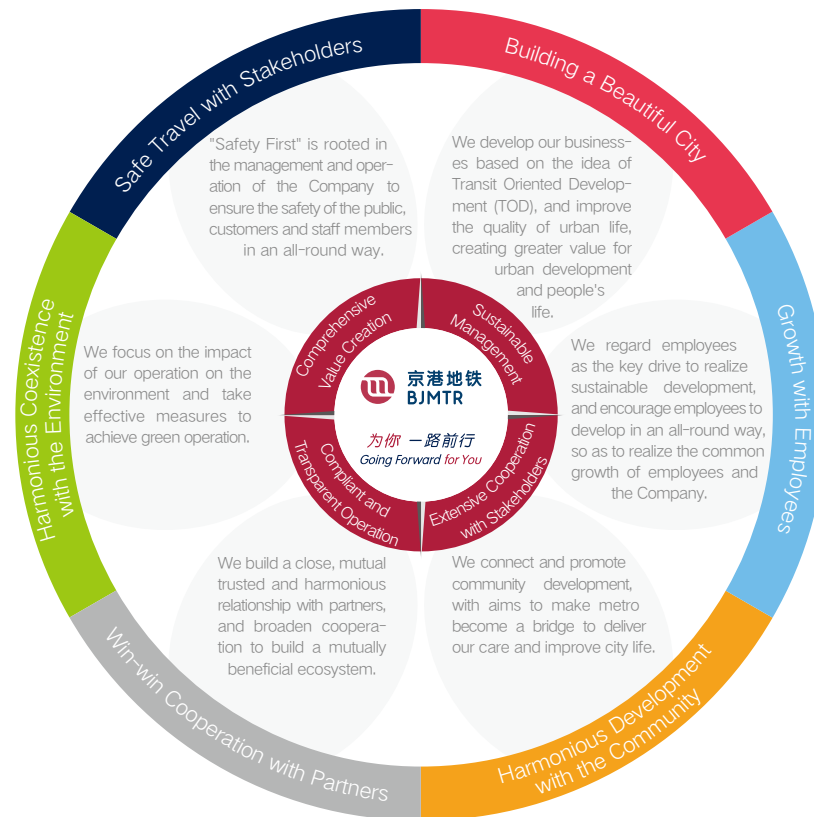 Safe Travel with Stakeholders
"Safety First" is rooted in
the management and oper-
ation of the Company to
ensure the safety of the public,
customers and staff members
in an all-round way.
Building a Beautiful City
We develop our business-
es based on the idea of
Transit Oriented Develop-
ment (TOD), and improve
the quality of urban life,
creating greater value for
urban development
and people's
life.
Growth with Employees
We regard employees
as the key drive to realize
sustainable development,
and encourage employees to
develop in an all-round way,
so as to realize the common
growth of employees and
the Company.
Harmonious Development
with the Community
We connect and promote
community development,
with aims to make metro
become a bridge to deliver
our care and improve city life.
Win-win Cooperation with Partners
We build a close, mutual
trusted and harmonious
relationship with partners,
and broaden coopera-
tion to build a mutually
beneficial ecosystem.
Harmonious Coexistence
with the Environment
We focus on the impact
of our operation on the
environment and take
effective measures to
achieve green operation.
Comprehensive
Value Creation
Sustainable
Management
Extensive Cooperation
with Stakeholders
Compliant and
Transparent Operation
京港地铁
BJMTR
为你 一路前行
Going Forward for You